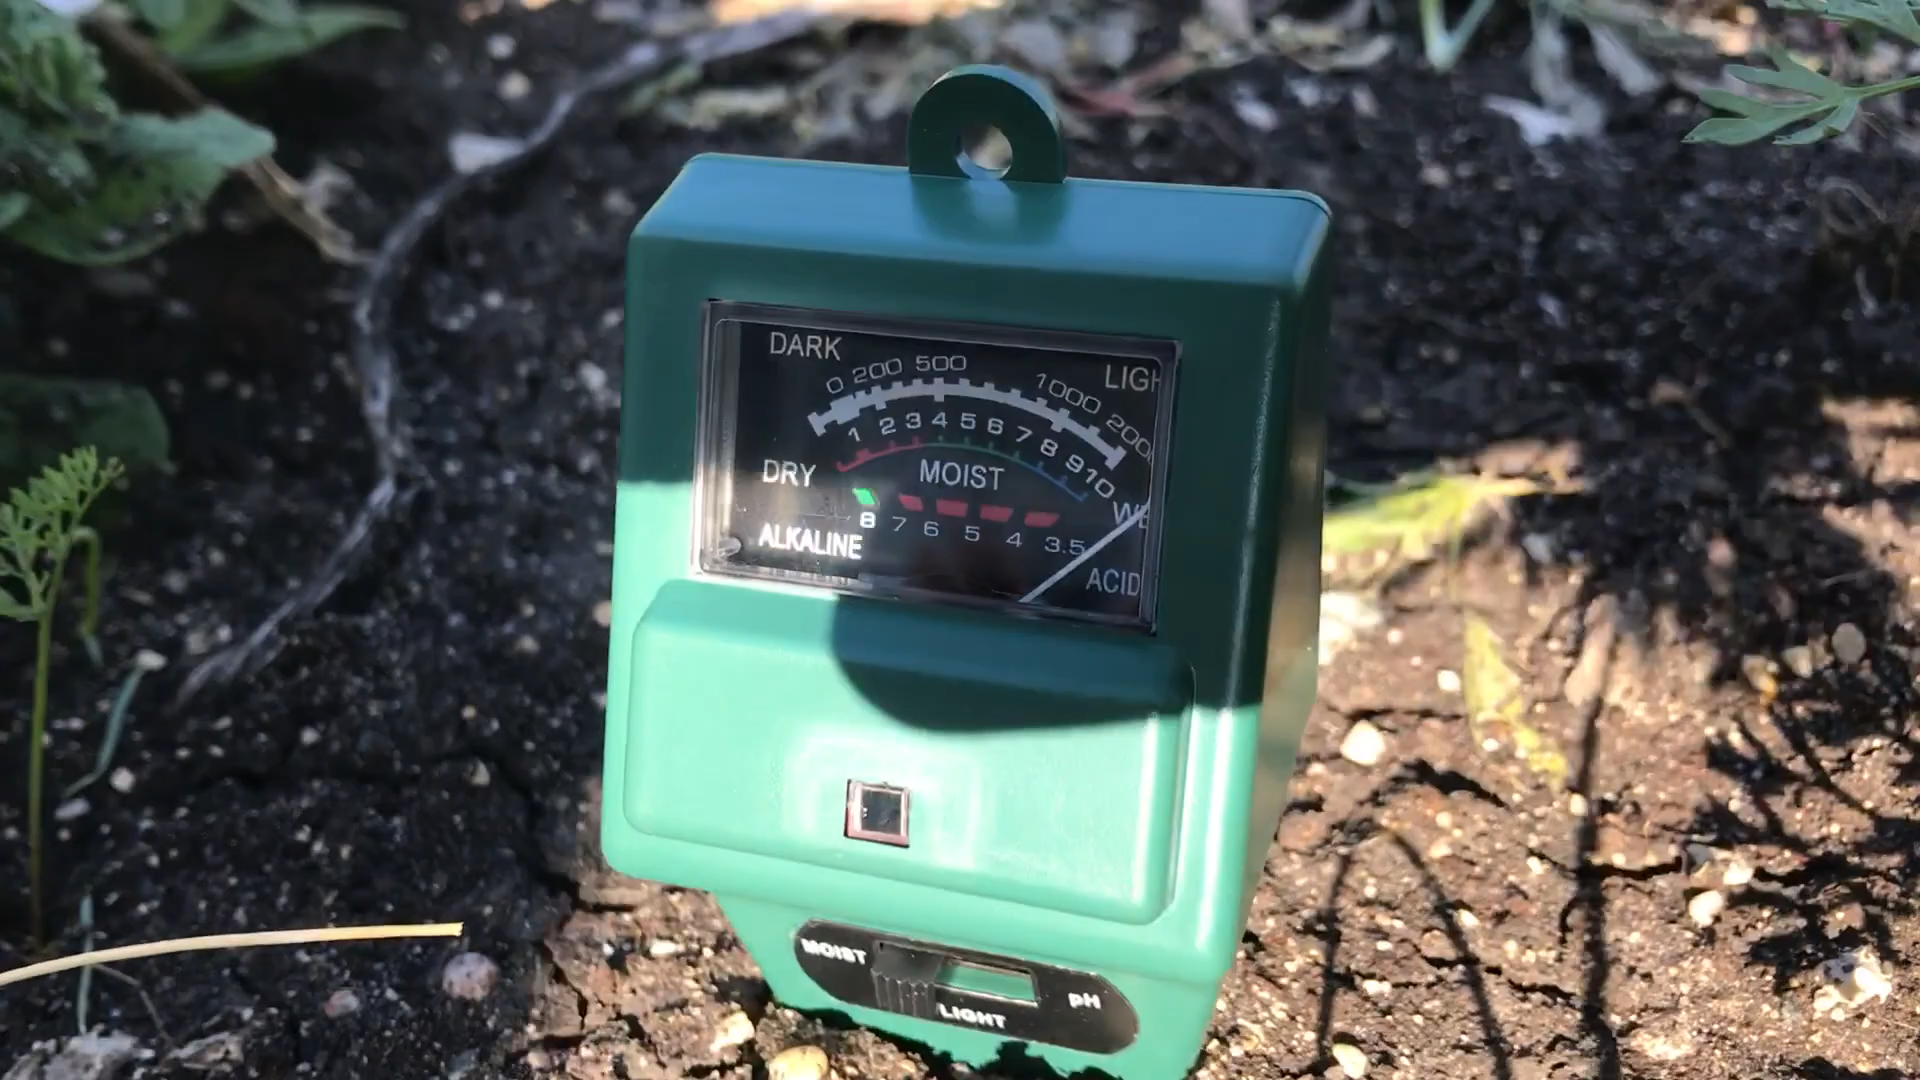 DARK
LIGH
0 200 500 1000 200
1 2 3 4 5 6 7 8 9 10
DRY MOIST
8 7 6 5 4 3.5
ALKALINE ACID
MOIST LIGHT pH